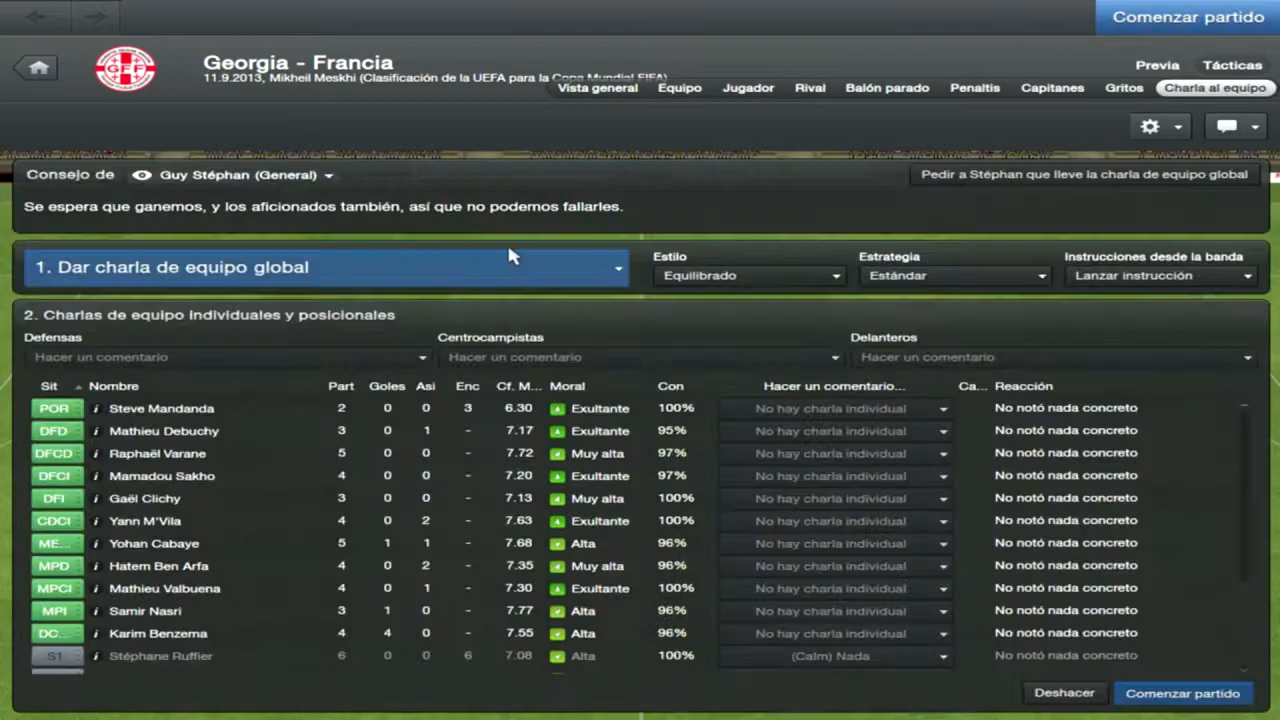 Comenzar partido
Georgia - Francia
11.9.2013, Mikheil Meskhi (Clasificación de la UEFA para la Copa Mundial FIFA)
Previa Tácticas
Vista general Equipo Jugador Rival Balón parado Penaltis Capitanes Gritos Charla al equipo
Consejo de Guy Stéphan (General) Pedir a Stéphan que lleve la charla de equipo global
Se espera que ganemos, y los aficionados también, así que no podemos fallarles.
1. Dar charla de equipo global
Estilo Estrategia Instrucciones desde la banda
Equilibrado Estándar Lanzar instrucción
2. Charlas de equipo individuales y posicionales
Defensas Centrocampistas Delanteros
Hacer un comentario Hacer un comentario Hacer un comentario
Sit Nombre Part Goles Asi Enc Cf. M... Moral Con Hacer un comentario... Ca... Reacción
POR i Steve Mandanda 2 0 0 3 6.30 Exultante 100% No hay charla individual No notó nada concreto
DFD i Mathieu Debuchy 3 0 1 - 7.17 Exultante 95% No hay charla individual No notó nada concreto
DFCD i Raphaël Varane 5 0 0 - 7.72 Muy alta 97% No hay charla individual No notó nada concreto
DFCI i Mamadou Sakho 4 0 0 - 7.20 Exultante 97% No hay charla individual No notó nada concreto
DFI i Gaël Clichy 3 0 0 - 7.13 Muy alta 100% No hay charla individual No notó nada concreto
CDCI i Yann M'Vila 4 0 2 - 7.63 Exultante 100% No hay charla individual No notó nada concreto
ME... i Yohan Cabaye 5 1 1 - 7.68 Alta 96% No hay charla individual No notó nada concreto
MPD i Hatem Ben Arfa 4 0 2 - 7.35 Muy alta 96% No hay charla individual No notó nada concreto
MPCI i Mathieu Valbuena 4 0 1 - 7.30 Exultante 100% No hay charla individual No notó nada concreto
MPI i Samir Nasri 3 1 0 - 7.77 Alta 96% No hay charla individual No notó nada concreto
DC... i Karim Benzema 4 4 0 - 7.55 Alta 96% No hay charla individual No notó nada concreto
S1 i Stéphane Ruffier 6 0 0 6 7.08 Alta 100% (Calm) Nada No notó nada concreto
Deshacer Comenzar partido